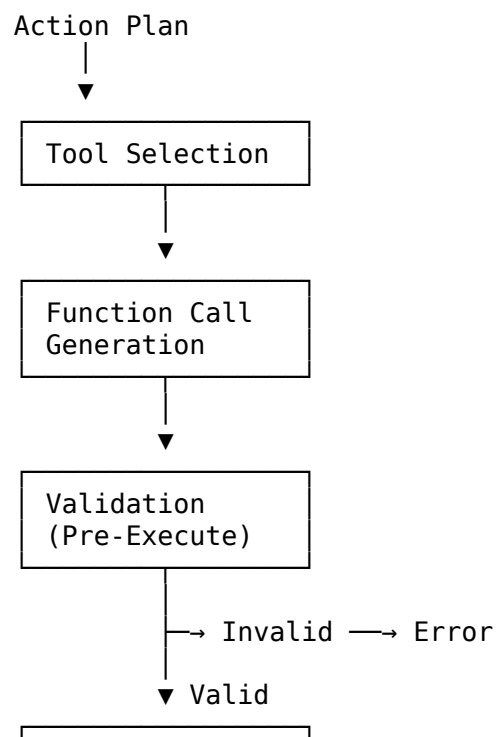 Action Plan
Tool Selection
Function Call
Generation
Validation
(Pre-Execute)
Invalid → Error
Valid